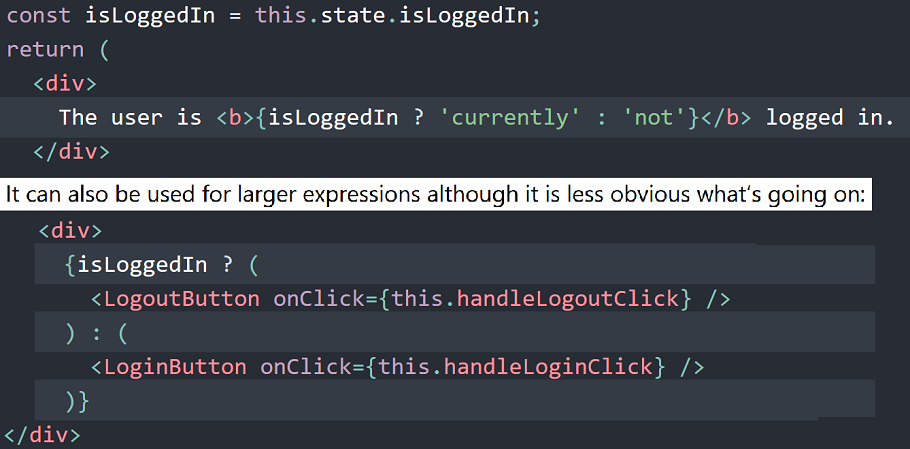 const isLoggedIn = this.state.isLoggedIn;
return (
<div>
The user is <b>{isLoggedIn ? 'currently' : 'not'}</b> logged in.
</div>
It can also be used for larger expressions although it is less obvious what's going on:
<div>
{isLoggedIn ? (
<LogoutButton onClick={this.handleLogoutClick} />
) : (
<LoginButton onClick={this.handleLoginClick} />
)}
</div>